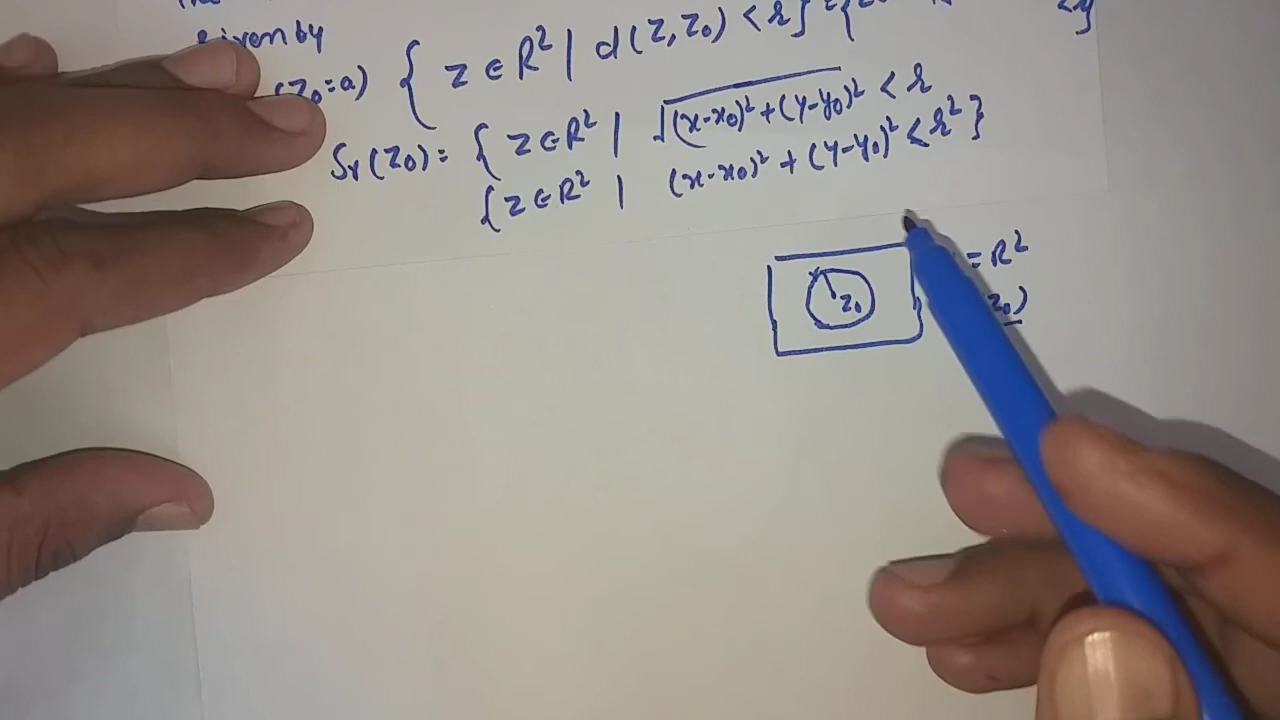 given by
(z₀=a) { z ∈ R² | d(z, z₀) < r }
Sr(z₀) = { z ∈ R² | √(x-x₀)² + (y-y₀)² < r
{ z ∈ R² | (x-x₀)² + (y-y₀)² < r² }
= R²
z₀
z₀)